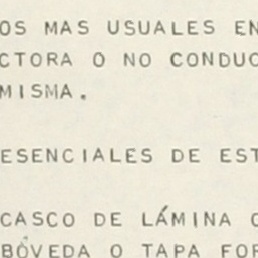 OS MAS USUALES EN
CTORA O NO CONDUC
MISMA.
ESENCIALES DE EST
CASCO DE LÁMINA
BÓVEDA O TAPA FOR